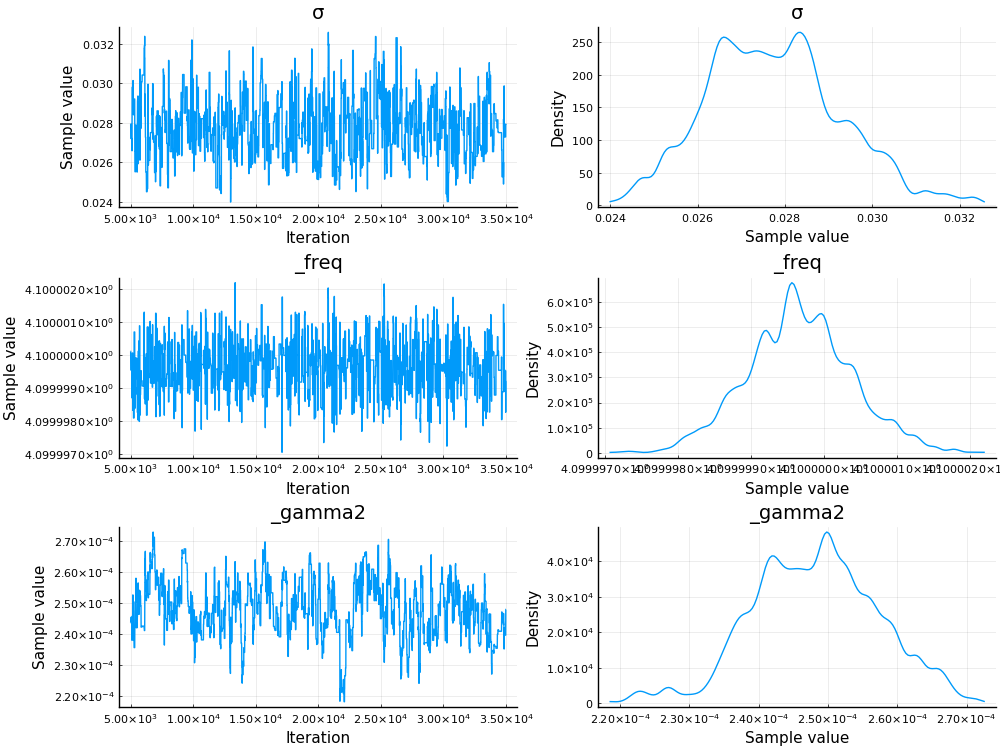 σ
Sample value
0.032
0.030
0.028
0.026
0.024
5.00×10³ 1.00×10⁴ 1.50×10⁴ 2.00×10⁴ 2.50×10⁴ 3.00×10⁴ 3.50×10⁴
Iteration
σ
Density
250
200
150
100
50
0
0.024 0.026 0.028 0.030 0.032
Sample value
_freq
Sample value
4.1000020×10⁰
4.1000010×10⁰
4.1000000×10⁰
4.0999990×10⁰
4.0999980×10⁰
4.0999970×10⁰
5.00×10³ 1.00×10⁴ 1.50×10⁴ 2.00×10⁴ 2.50×10⁴ 3.00×10⁴ 3.50×10⁴
Iteration
_freq
Density
6.0×10⁵
5.0×10⁵
4.0×10⁵
3.0×10⁵
2.0×10⁵
1.0×10⁵
0
Sample value
_gamma2
Sample value
2.70×10⁻⁴
2.60×10⁻⁴
2.50×10⁻⁴
2.40×10⁻⁴
2.30×10⁻⁴
2.20×10⁻⁴
5.00×10³ 1.00×10⁴ 1.50×10⁴ 2.00×10⁴ 2.50×10⁴ 3.00×10⁴ 3.50×10⁴
Iteration
_gamma2
Density
4.0×10⁴
3.0×10⁴
2.0×10⁴
1.0×10⁴
0
2.20×10⁻⁴ 2.30×10⁻⁴ 2.40×10⁻⁴ 2.50×10⁻⁴ 2.60×10⁻⁴ 2.70×10⁻⁴
Sample value